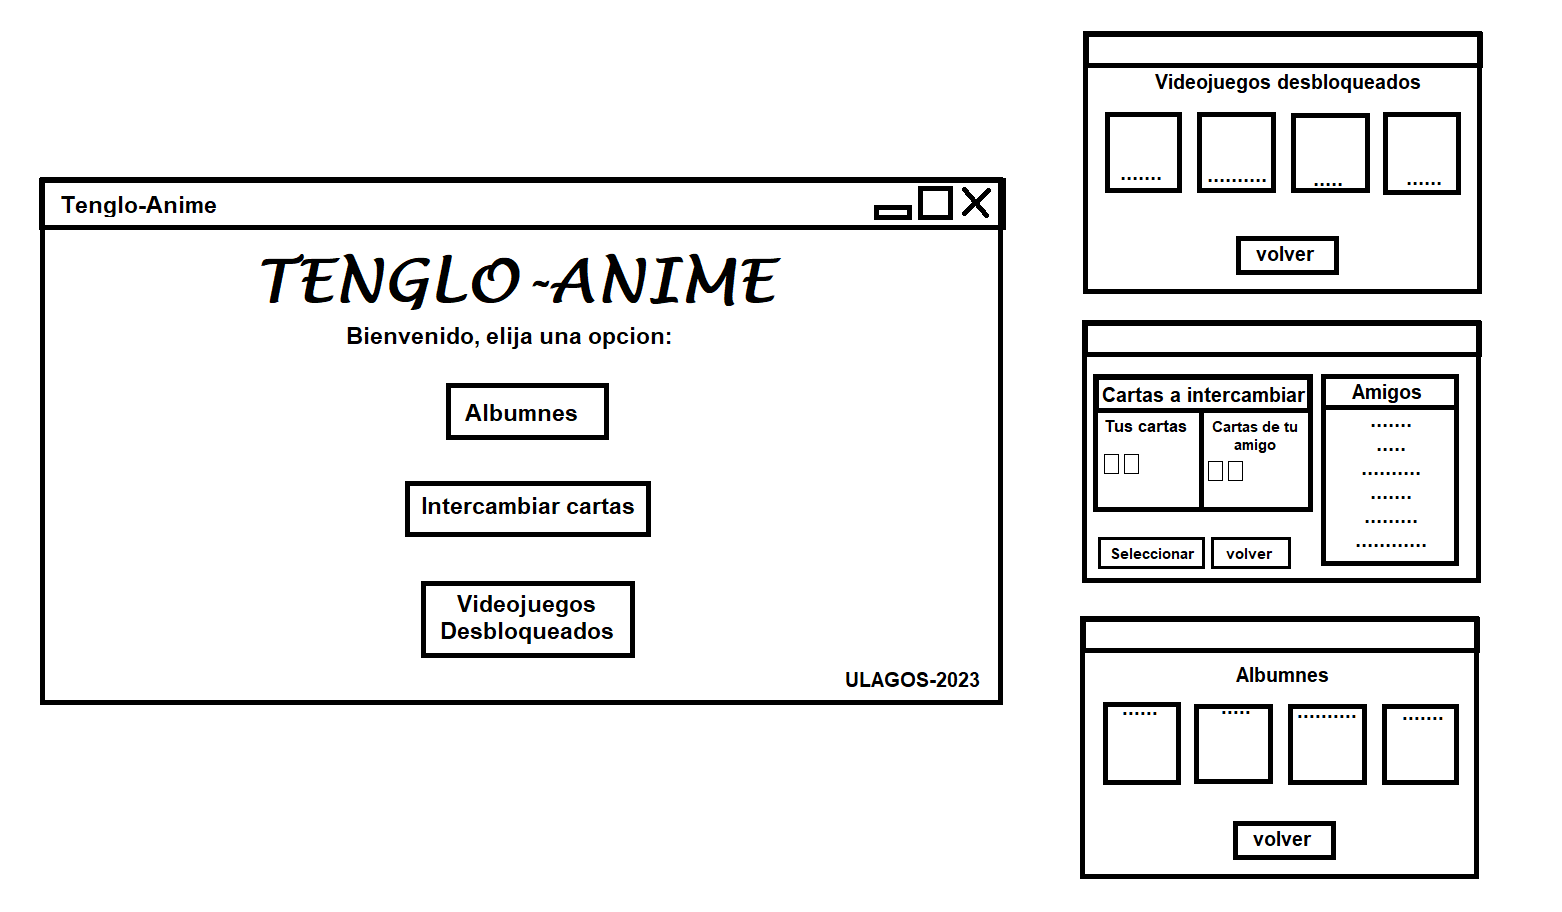 Tenglo-Anime
TENGLO-ANIME
Bienvenido, elija una opcion:
Albumnes
Intercambiar cartas
Videojuegos
Desbloqueados
ULAGOS-2023
Videojuegos desbloqueados
.......
..........
.....
......
volver
Cartas a intercambiar
Tus cartas
Cartas de tu
amigo
Seleccionar
volver
Amigos
.......
.....
..........
.......
.........
............
Albumnes
......
.....
..........
.......
volver